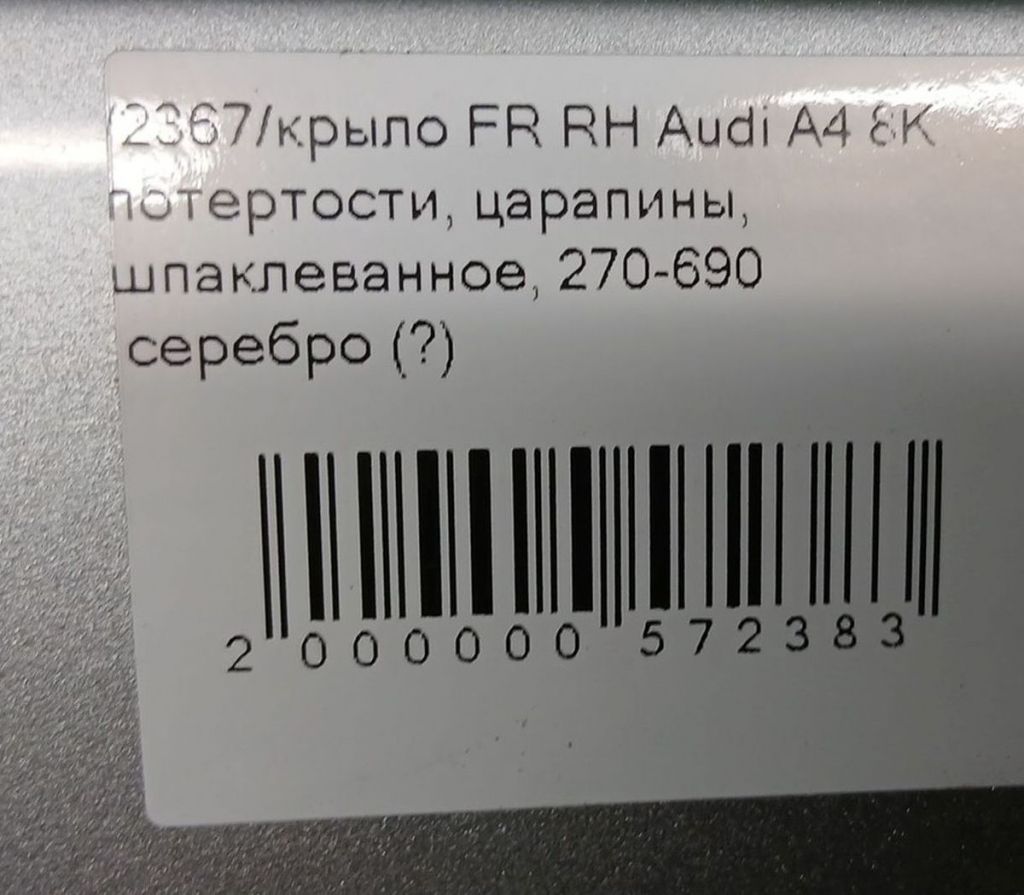 2367/крыло FR RH Audi A4 8K
потертости, царапины,
шпаклеванное, 270-690
серебро (?)
2 000000 572383